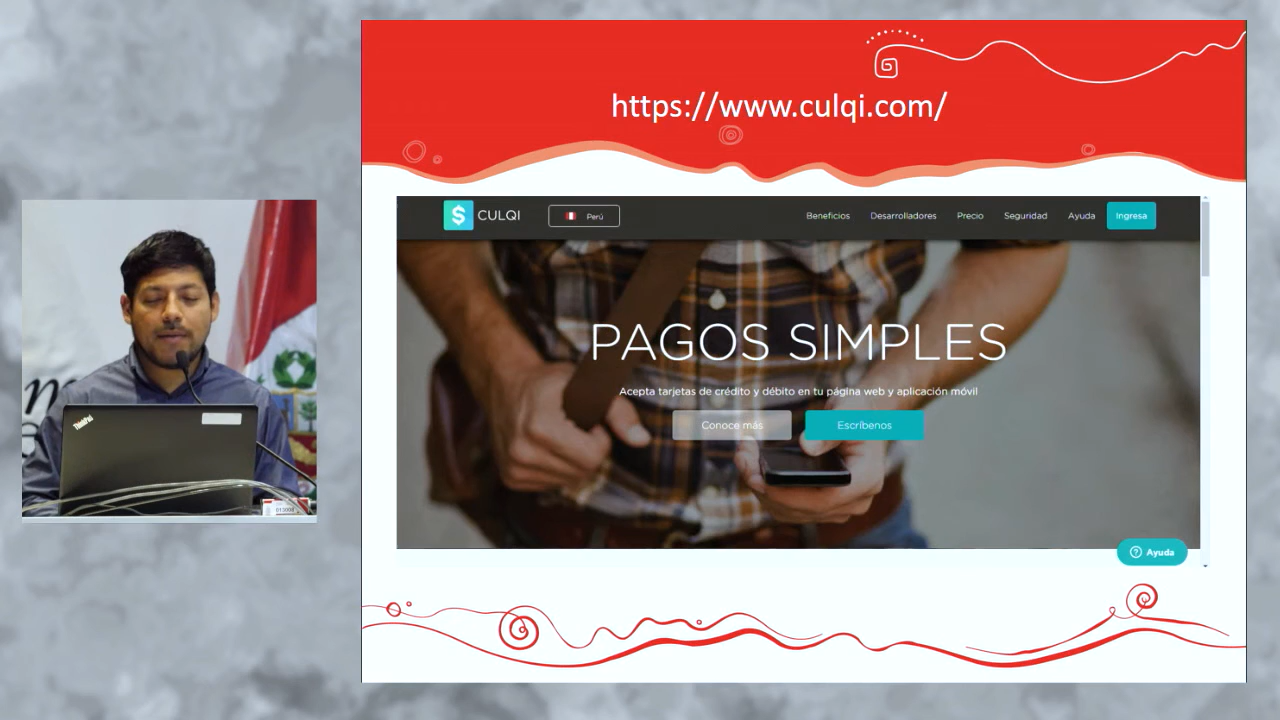 https://www.culqi.com/
$ CULQI
Perú
Beneficios
Desarrolladores
Precio
Seguridad
Ayuda
Ingresa
PAGOS SIMPLES
Acepta tarjetas de crédito y débito en tu página web y aplicación móvil
Conoce más
Escríbenos
? Ayuda
ThinkPad